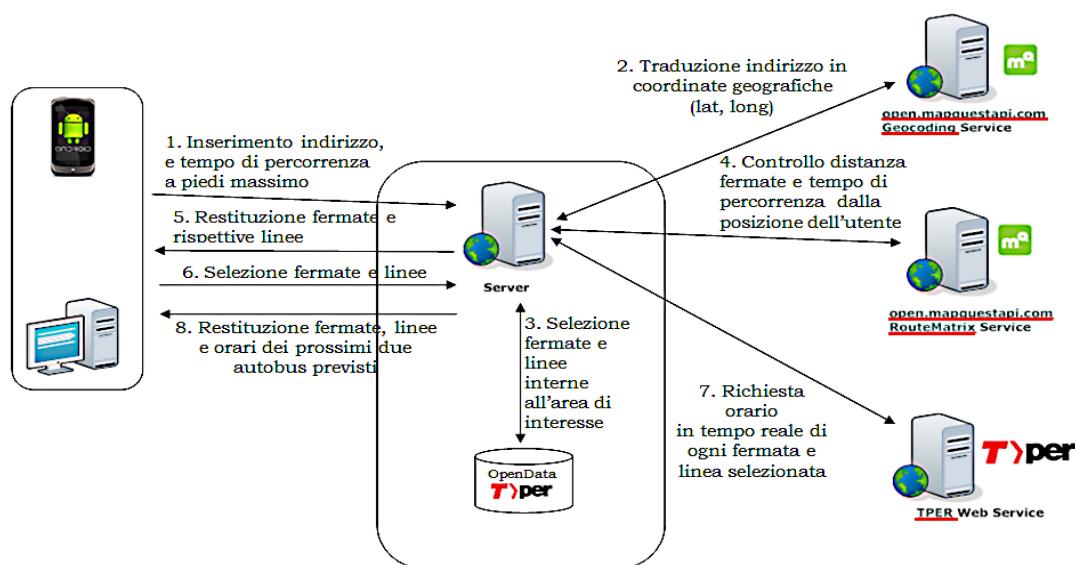 ANDROID
1. Inserimento indirizzo,
e tempo di percorrenza
a piedi massimo
5. Restituzione fermate e
rispettive linee
6. Selezione fermate e linee
8. Restituzione fermate, linee
e orari dei prossimi due
autobus previsti
Server
3. Selezione
fermate e
linee
interne
all'area di
interesse
OpenData
Tper
2. Traduzione indirizzo in
coordinate geografiche
(lat, long)
mq
open.mapquestapi.com
Geocoding Service
4. Controllo distanza
fermate e tempo di
percorrenza dalla
posizione dell'utente
mq
open.mapquestapi.com
RouteMatrix Service
7. Richiesta
orario
in tempo reale di
ogni fermata e
linea selezionata
Tper
TPER Web Service